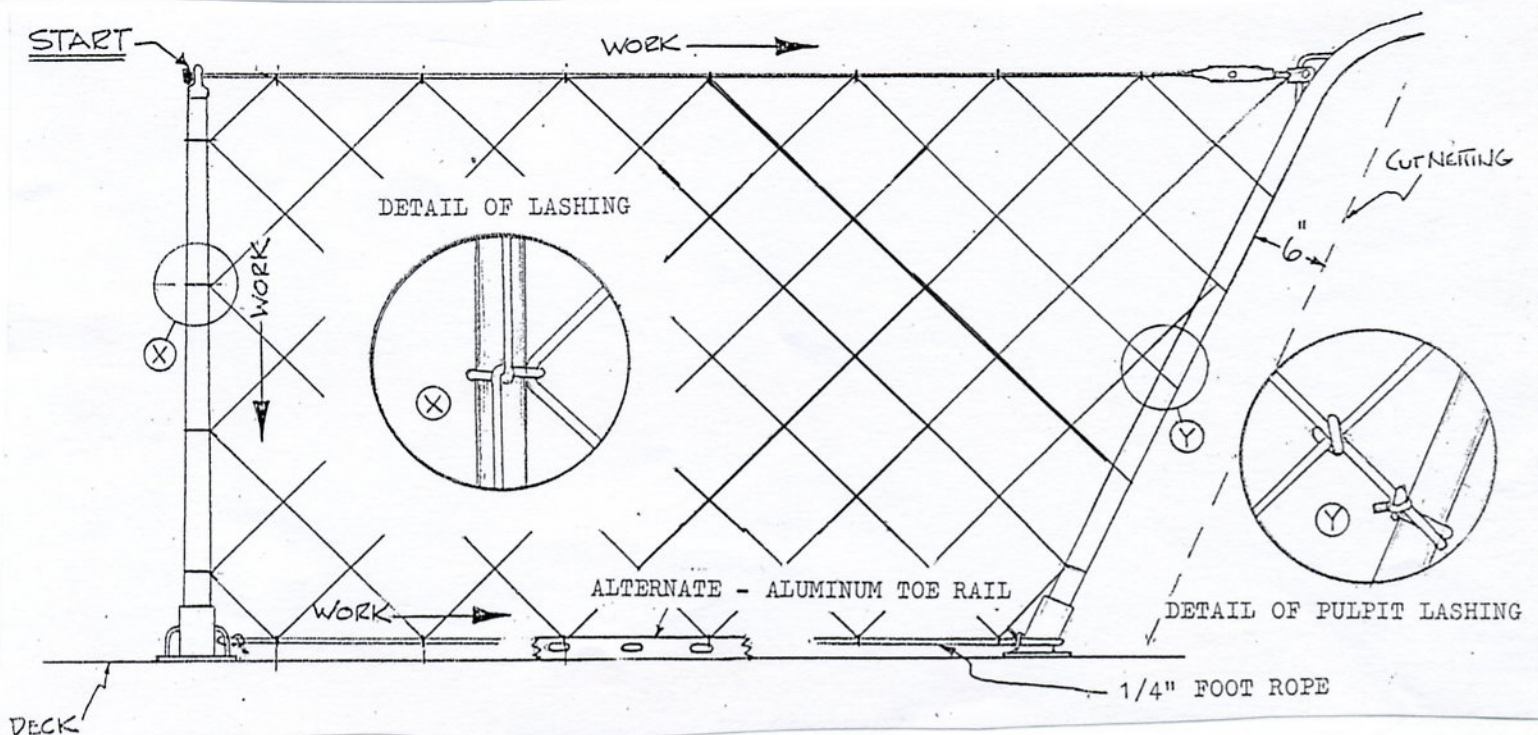 START
WORK
CUT NETTING
DETAIL OF LASHING
6"
WORK
X
X
Y
Y
ALTERNATE - ALUMINUM TOE RAIL
WORK
DETAIL OF PULPIT LASHING
1/4" FOOT ROPE
DECK